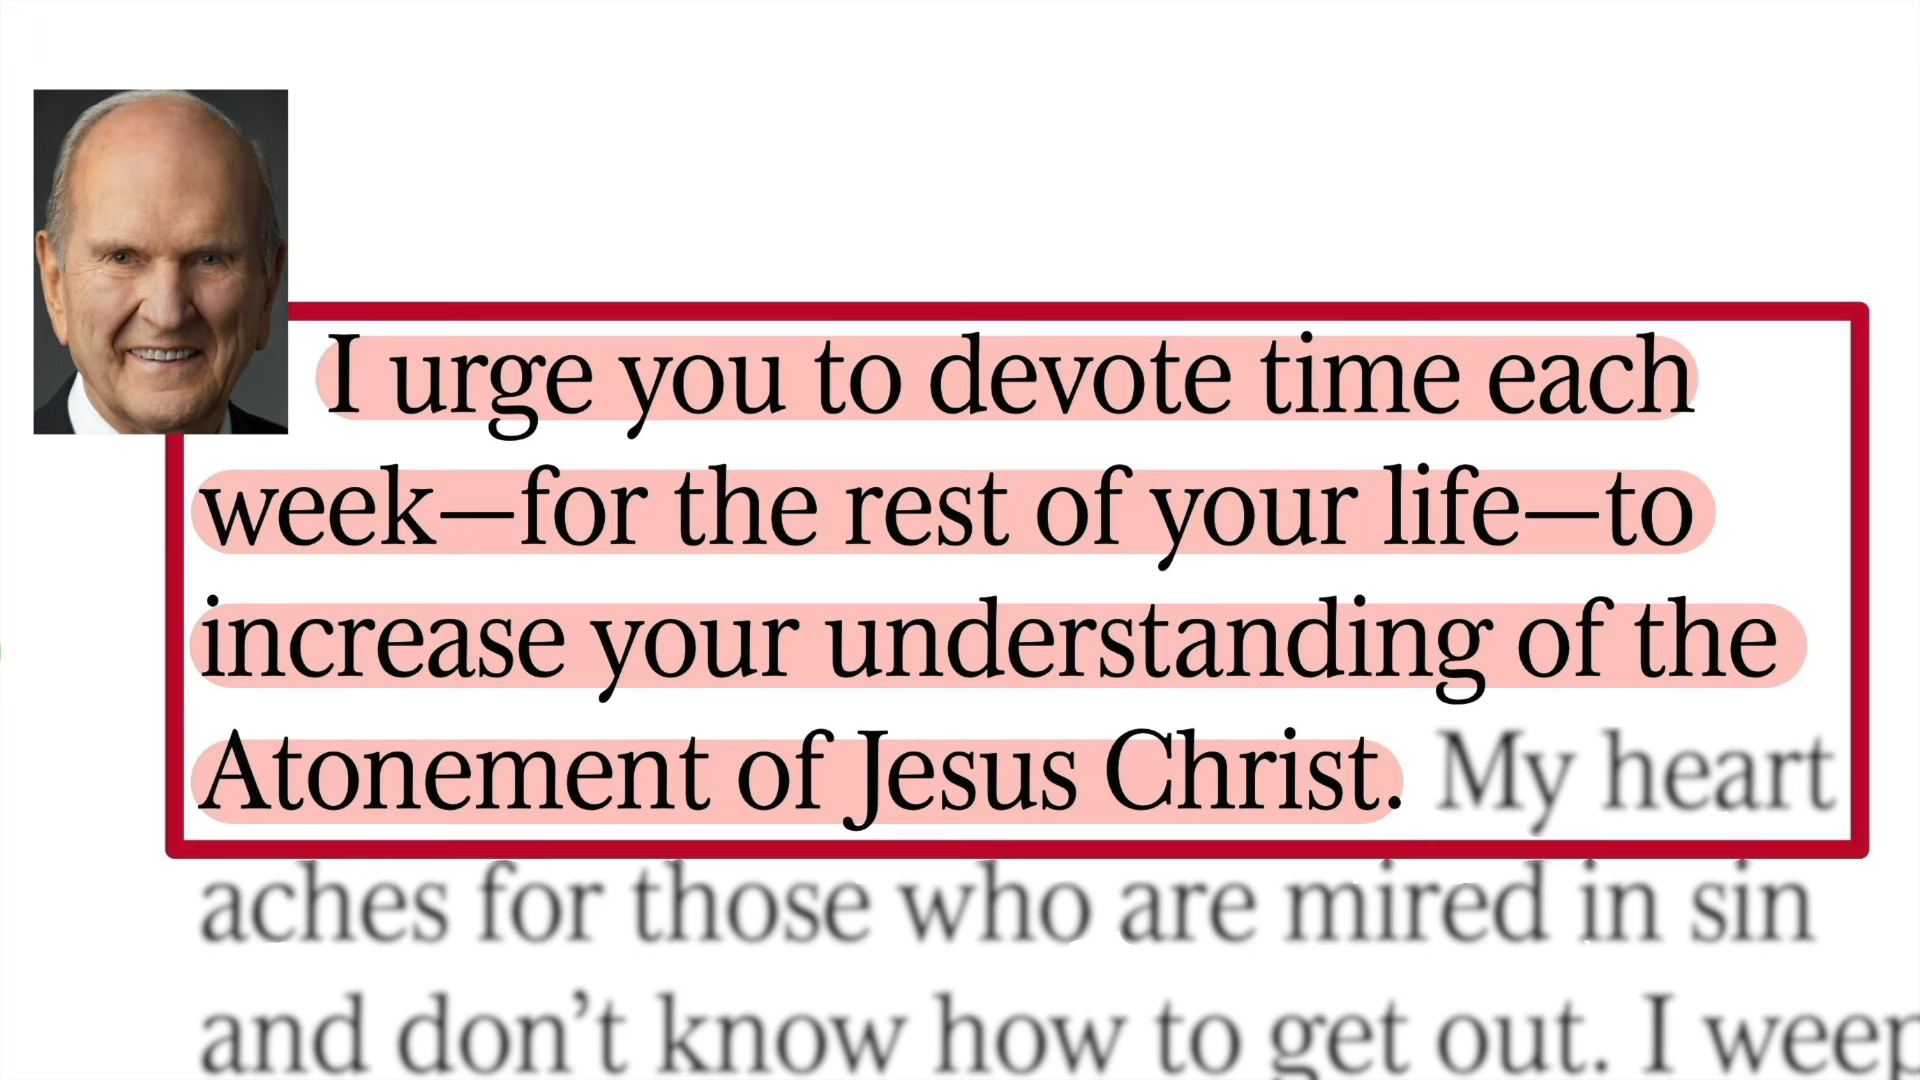 I urge you to devote time each
week—for the rest of your life—to
increase your understanding of the
Atonement of Jesus Christ. My heart
aches for those who are mired in sin
and don’t know how to get out. I weep